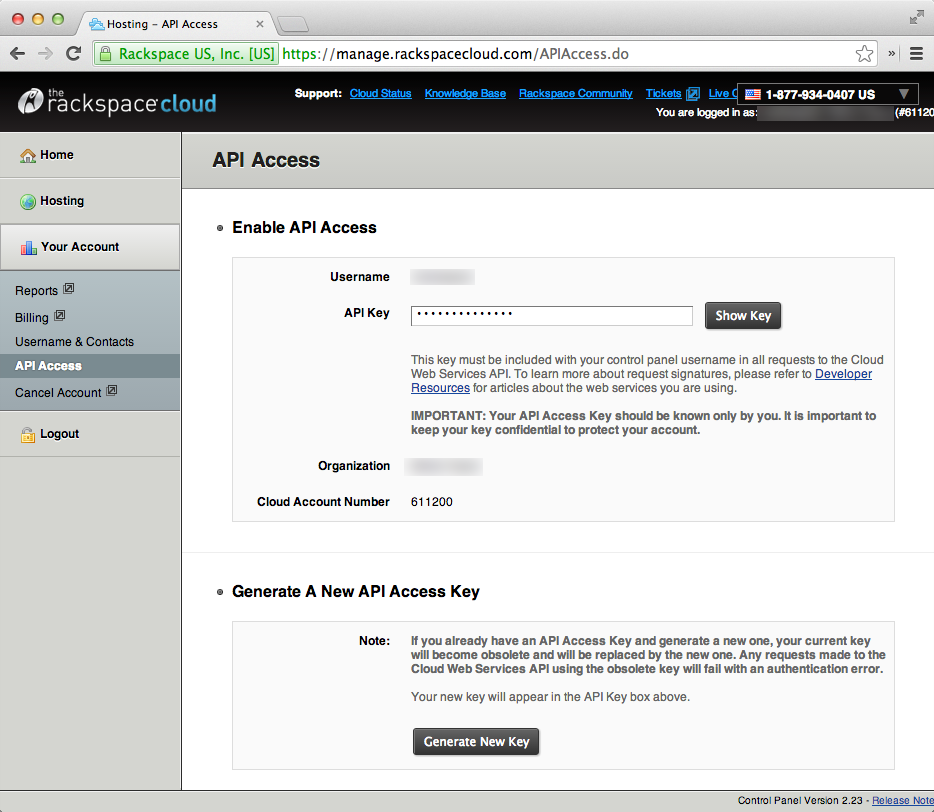 Hosting – API Access
Rackspace US, Inc. [US] https://manage.rackspacecloud.com/APIAccess.do
the
rackspacecloud
Support: Cloud Status Knowledge Base Rackspace Community Tickets Live C
1-877-934-0407 US
You are logged in as: (#61120
Home
Hosting
Your Account
Reports
Billing
Username & Contacts
API Access
Cancel Account
Logout
API Access
Enable API Access
Username
API Key
Show Key
This key must be included with your control panel username in all requests to the Cloud
Web Services API. To learn more about request signatures, please refer to Developer
Resources for articles about the web services you are using.
IMPORTANT: Your API Access Key should be known only by you. It is important to
keep your key confidential to protect your account.
Organization
Cloud Account Number 611200
Generate A New API Access Key
Note: If you already have an API Access Key and generate a new one, your current key
will become obsolete and will be replaced by the new one. Any requests made to the
Cloud Web Services API using the obsolete key will fail with an authentication error.
Your new key will appear in the API Key box above.
Generate New Key
Control Panel Version 2.23 - Release Note